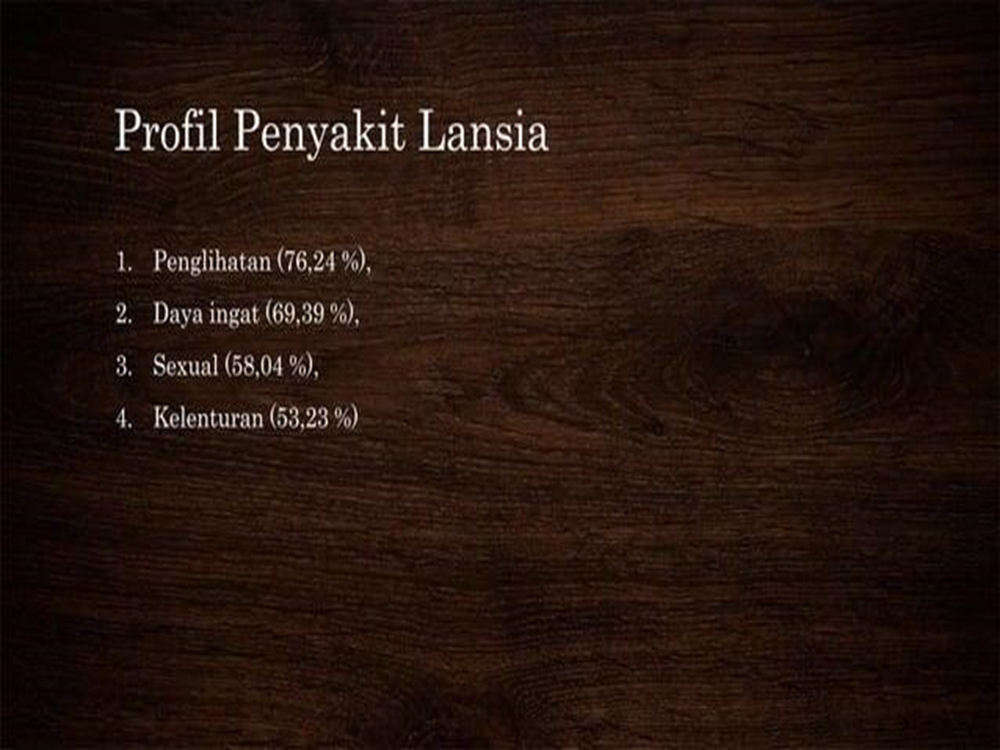 Profil Penyakit Lansia
1. Penglihatan (76,24 %),
2. Daya ingat (69,39 %),
3. Sexual (58,04 %),
4. Kelenturan (53,23 %)